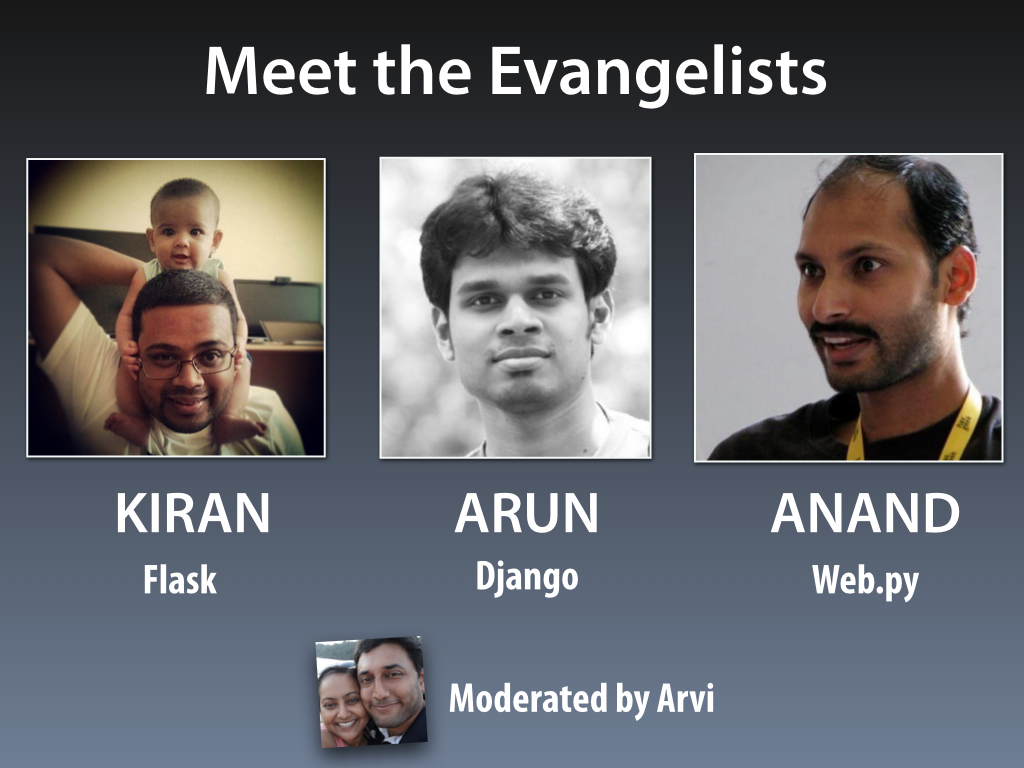 Meet the Evangelists
KIRAN
ARUN
ANAND
Flask
Django
Web.py
Moderated by Arvi